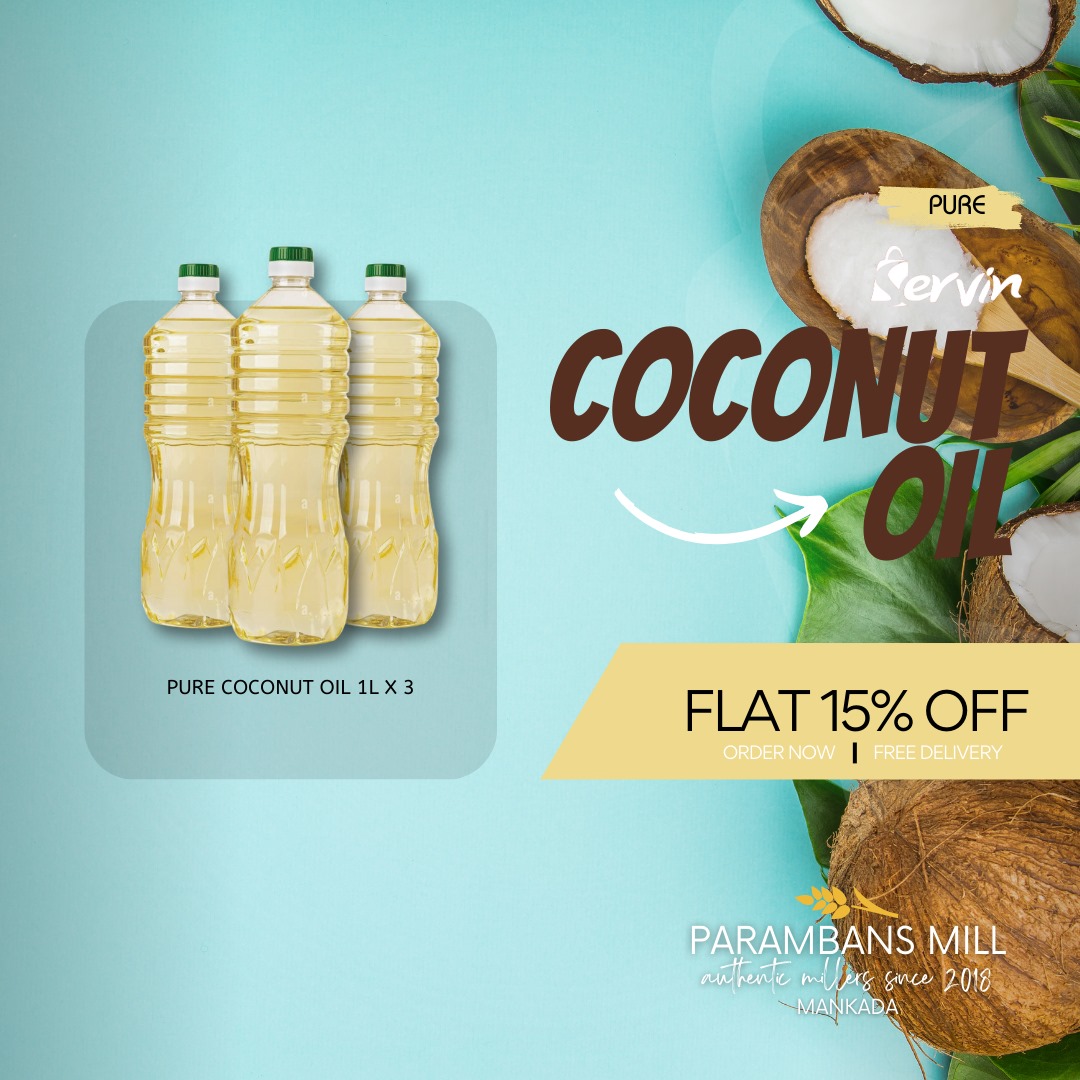 PURE
Servin
COCONUT
OIL
PURE COCONUT OIL 1L X 3
FLAT 15% OFF
ORDER NOW | FREE DELIVERY
PARAMBANS MILL
authentic millers since 2018
MANKADA